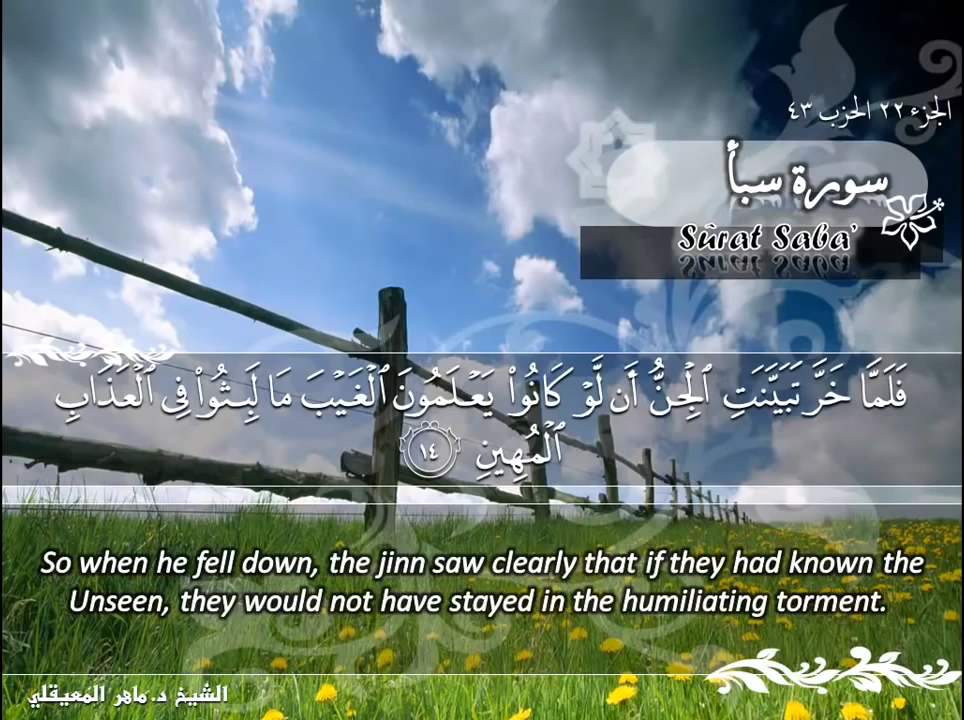 الجزء ٢٢ الحزب ٤٣
سورة سبأ
Sûrat Saba'
فَلَمَّا خَرَّ تَبَيَّنَتِ ٱلْجِنُّ أَن لَّوْ كَانُوا۟ يَعْلَمُونَ ٱلْغَيْبَ مَا لَبِثُوا۟ فِى ٱلْعَذَابِ
ٱلْمُهِينِ ١٤
So when he fell down, the jinn saw clearly that if they had known the
Unseen, they would not have stayed in the humiliating torment.
الشيخ د. ماهر المعيقلي